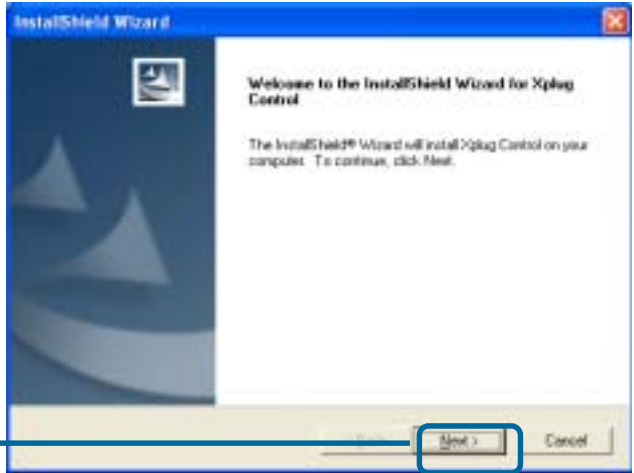 InstallShield Wizard
Welcome to the InstallShield Wizard for Xplug
Control
The InstallShield® Wizard will install Xplug Control on your
computer. To continue, click Next.
Next >
Cancel